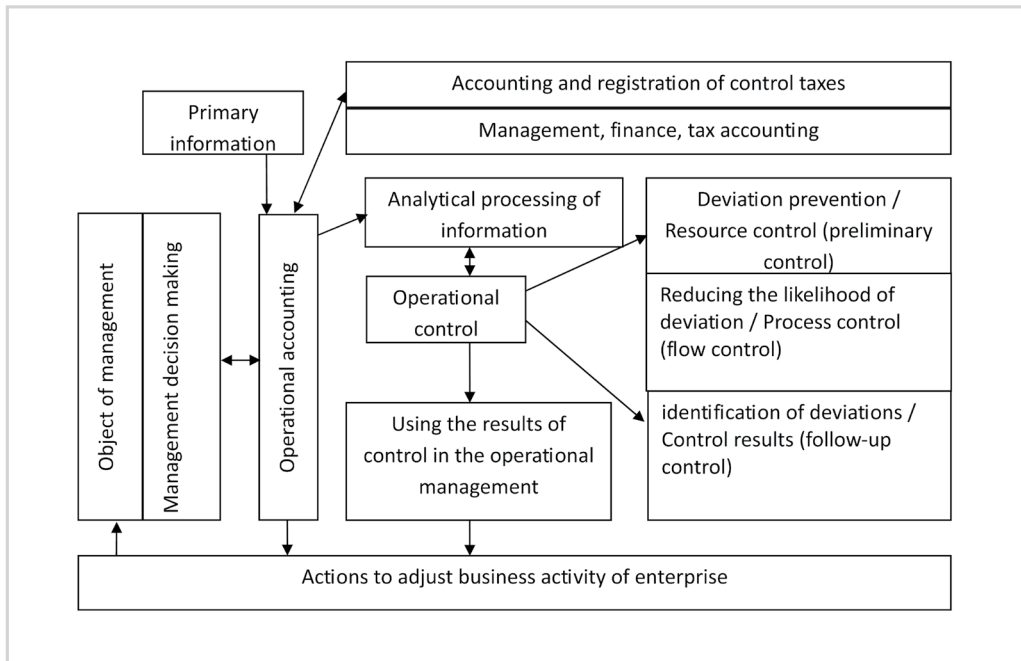 Accounting and registration of control taxes
Primary
information
Management, finance, tax accounting
Analytical processing of
information
Deviation prevention /
Resource control (preliminary
control)
Object of management
Management decision making
Operational accounting
Operational
control
Reducing the likelihood of
deviation / Process control
(flow control)
Using the results of
control in the operational
management
identification of deviations /
Control results (follow-up
control)
Actions to adjust business activity of enterprise